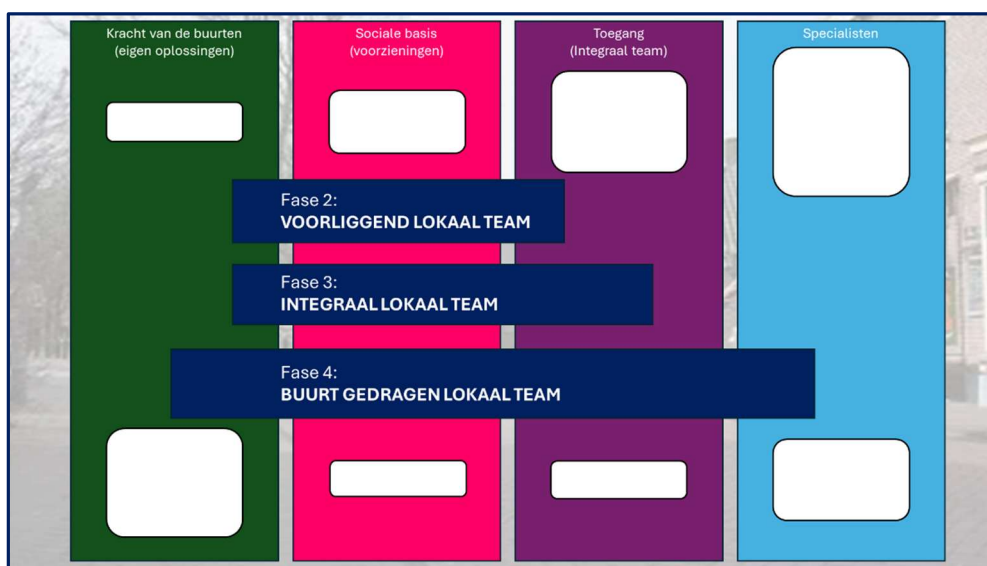 Kracht van de buurten
(eigen oplossingen)
Sociale basis
(voorzieningen)
Toegang
(Integraal team)
Specialisten
Fase 2:
VOORLIGGEND LOKAAL TEAM
Fase 3:
INTEGRAAL LOKAAL TEAM
Fase 4:
BUURT GEDRAGEN LOKAAL TEAM